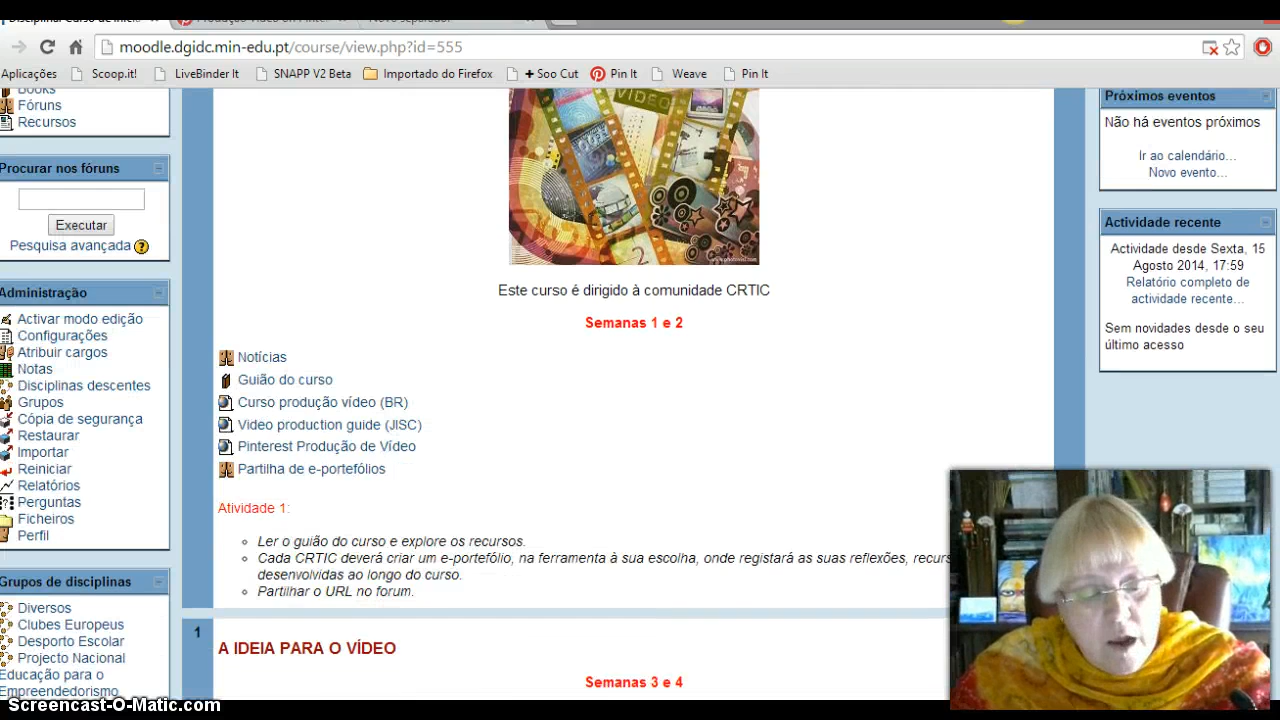 moodle.dgidc.min-edu.pt/course/view.php?id=555
Aplicações Scoop.it! LiveBinder It SNAPP V2 Beta Importado do Firefox + Soo Cut Pin It Weave Pin It
Books
Fóruns
Recursos
Procurar nos fóruns
Executar
Pesquisa avançada ?
Administração
Activar modo edição
Configurações
Atribuir cargos
Notas
Disciplinas descentes
Grupos
Cópia de segurança
Restaurar
Importar
Reiniciar
Relatórios
Perguntas
Ficheiros
Perfil
Grupos de disciplinas
Diversos
Clubes Europeus
Desporto Escolar
Projecto Nacional
Educação para o
Empreendedorismo
VIDEO
Este curso é dirigido à comunidade CRTIC
Semanas 1 e 2
Notícias
Guião do curso
Curso produção vídeo (BR)
Video production guide (JISC)
Pinterest Produção de Vídeo
Partilha de e-portefólios
Atividade 1:
Ler o guião do curso e explore os recursos.
Cada CRTIC deverá criar um e-portefólio, na ferramenta à sua escolha, onde registará as suas reflexões, recurs
desenvolvidas ao longo do curso.
Partilhar o URL no forum.
1
A IDEIA PARA O VÍDEO
Semanas 3 e 4
Próximos eventos
Não há eventos próximos
Ir ao calendário...
Novo evento...
Actividade recente
Actividade desde Sexta, 15
Agosto 2014, 17:59
Relatório completo de
actividade recente...
Sem novidades desde o seu
último acesso
Screencast-O-Matic.com